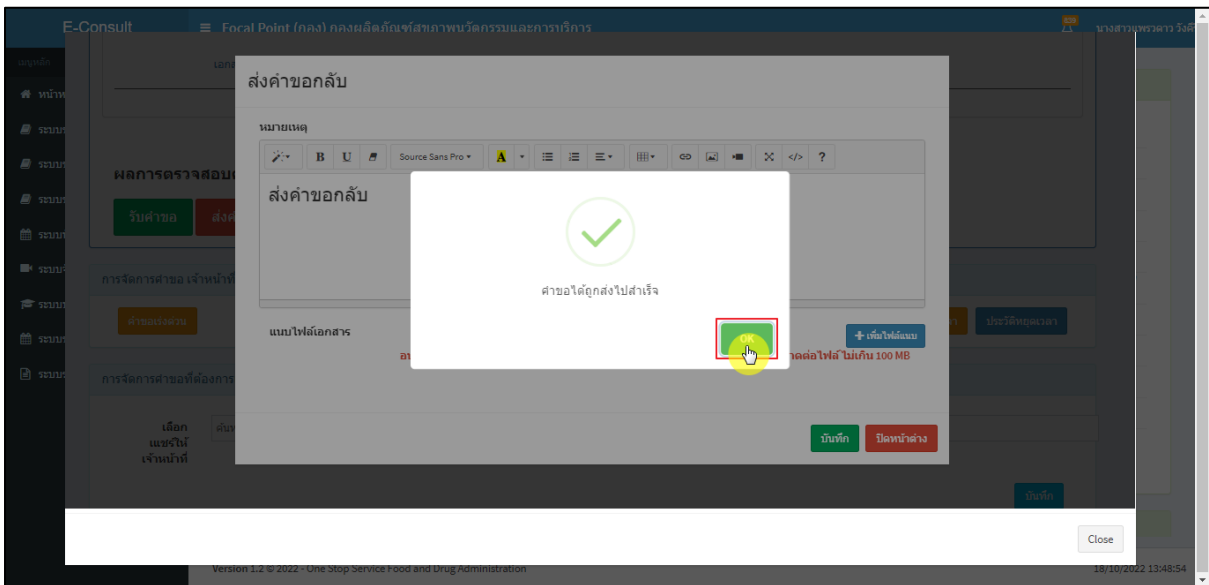 E-Consult
Focal Point (กอง) กองผลิตภัณฑ์สุขภาพนวัตกรรมและการบริการ
เมนูหลัก
ส่งคำขอกลับ
หมายเหตุ
B U Source Sans Pro A </> ?
ส่งคำขอกลับ
ผลการตรวจสอบ
รับคำขอ
คำขอได้ถูกส่งไปสำเร็จ
OK
การจัดการคำขอ เจ้าหน้าที่
คำขอเร่งด่วน
ประวัติหยุดเวลา
แนบไฟล์เอกสาร
เพิ่มไฟล์แนบ
ไม่เกิน 100 MB
การจัดการคำขอที่ต้องการ
เลือก
แชร์ให้
เจ้าหน้าที่
บันทึก
ปิดหน้าต่าง
บันทึก
Close
Version 1.2 © 2022 - One Stop Service Food and Drug Administration
18/10/2022 13:48:54